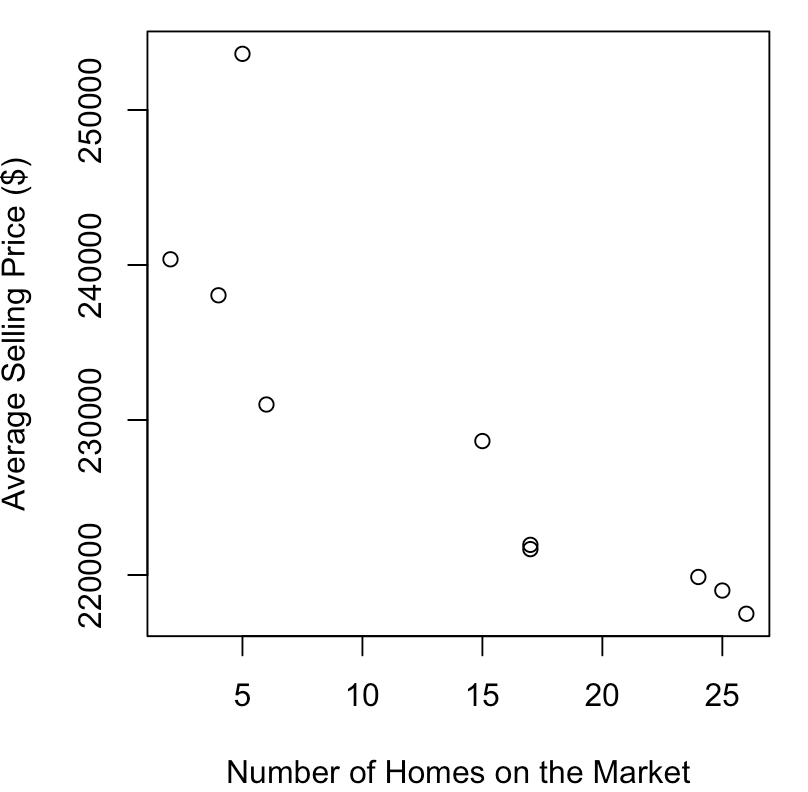 Average Selling Price ($)
250000
240000
230000
220000
5 10 15 20 25
Number of Homes on the Market